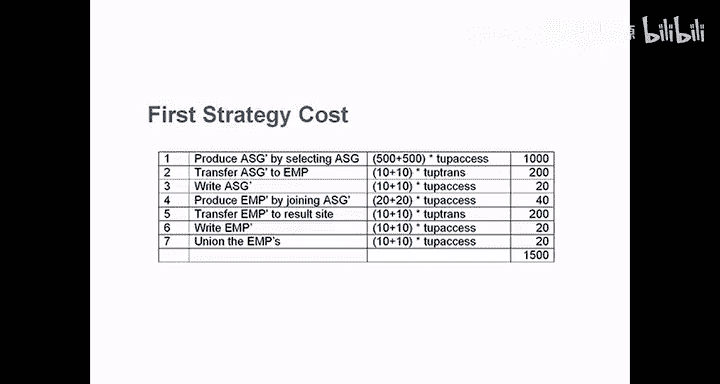 bilibili
First Strategy Cost
1 Produce ASG' by selecting ASG (500+500) * tupaccess 1000
2 Transfer ASG' to EMP (10+10) * tuptrans 200
3 Write ASG' (10+10) * tupaccess 20
4 Produce EMP' by joining ASG' (20+20) * tupaccess 40
5 Transfer EMP' to result site (10+10) * tuptrans 200
6 Write EMP' (10+10) * tupaccess 20
7 Union the EMP's (10+10) * tupaccess 20
1500